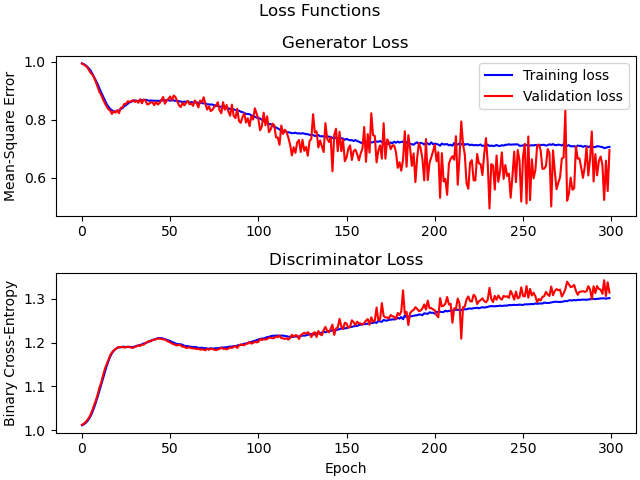 Loss Functions
Generator Loss
Mean-Square Error
1.0
0.8
0.6
Training loss
Validation loss
0 50 100 150 200 250 300
Discriminator Loss
Binary Cross-Entropy
1.3
1.2
1.1
1.0
0 50 100 150 200 250 300
Epoch